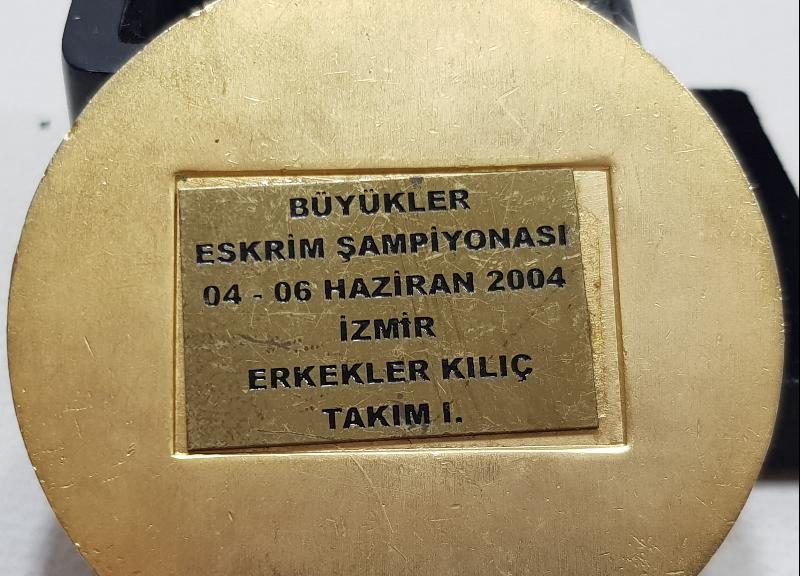 BÜYÜKLER
ESKRİM ŞAMPİYONASI
04 - 06 HAZİRAN 2004
İZMİR
ERKEKLER KILIÇ
TAKIM I.